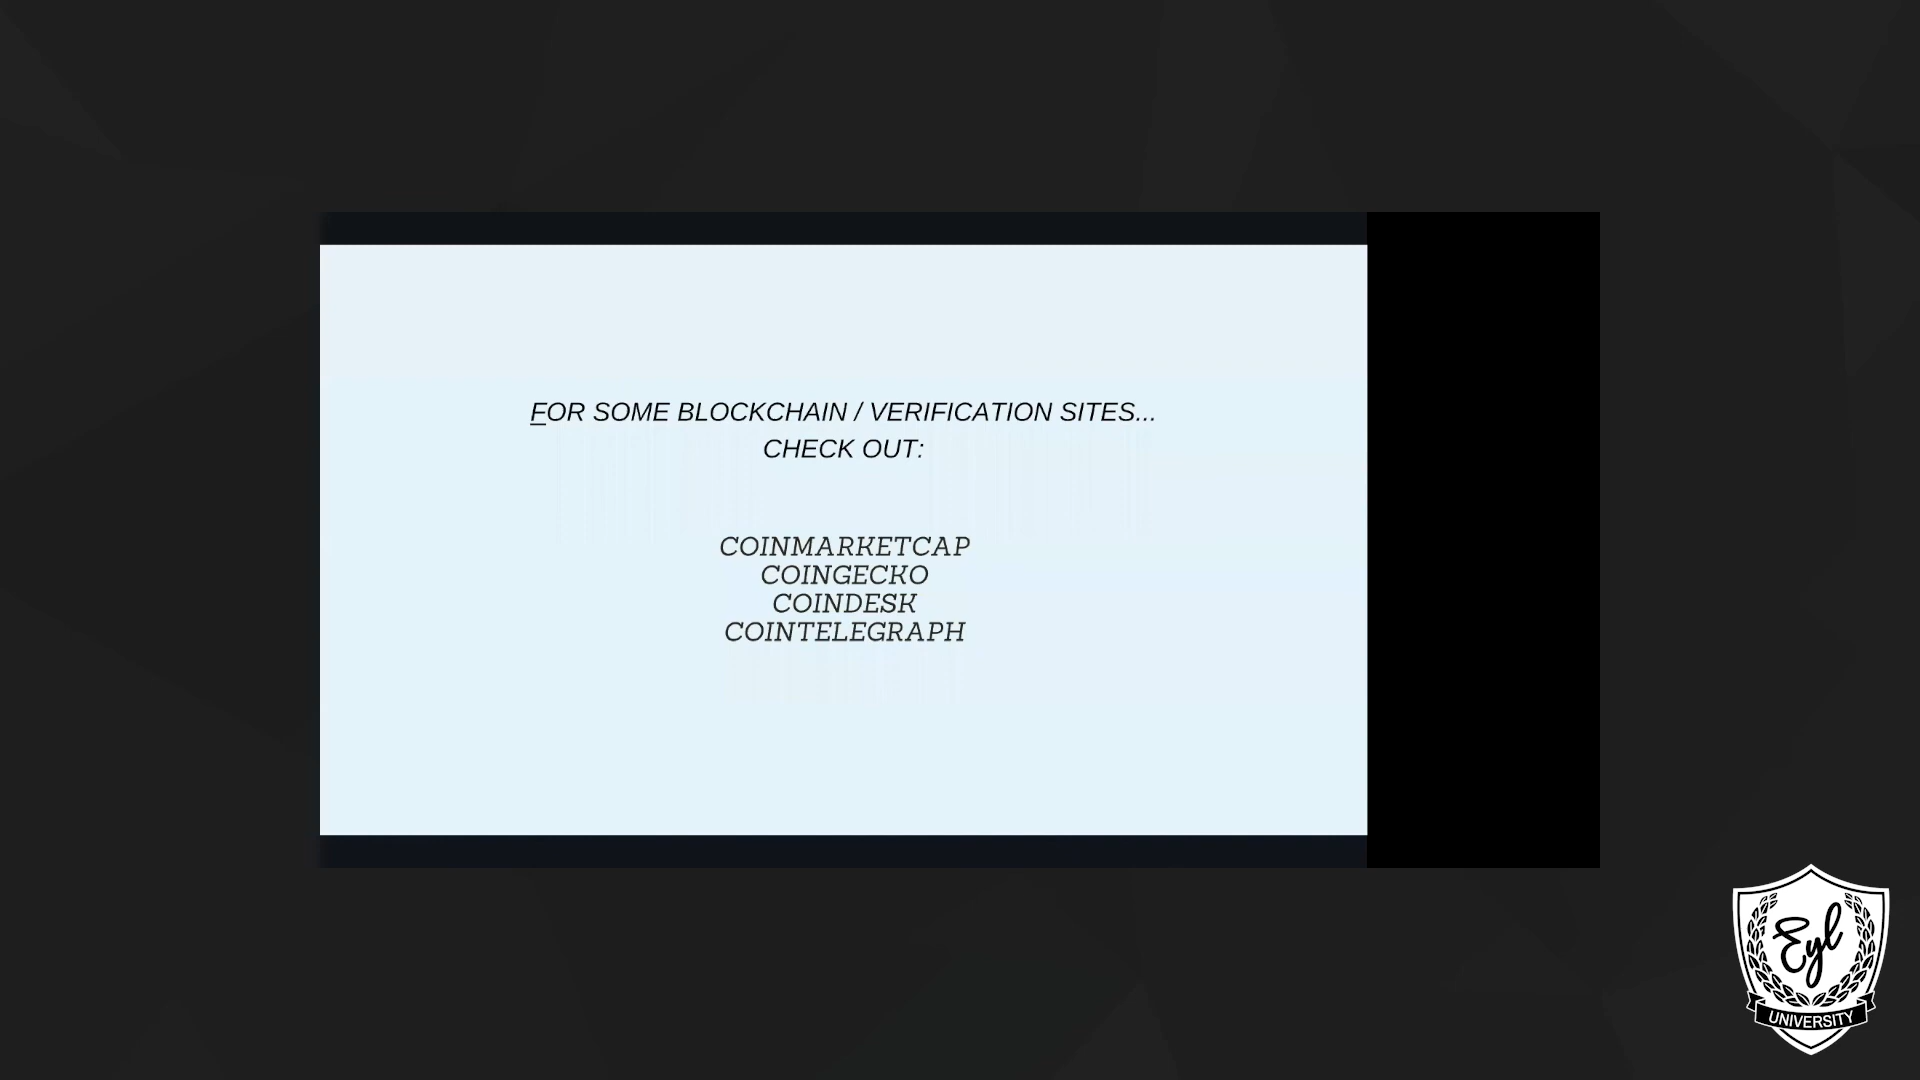 FOR SOME BLOCKCHAIN / VERIFICATION SITES...
CHECK OUT:
COINMARKETCAP
COINGECKO
COINDESK
COINTELEGRAPH
Eyl
UNIVERSITY